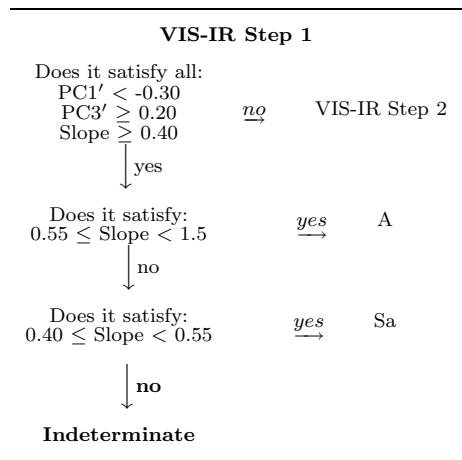 VIS-IR Step 1
Does it satisfy all:
PC1′ < -0.30
PC3′ ≥ 0.20
Slope ≥ 0.40
no
→
VIS-IR Step 2
yes
Does it satisfy:
0.55 ≤ Slope < 1.5
yes
→
A
no
Does it satisfy:
0.40 ≤ Slope < 0.55
yes
→
Sa
no
Indeterminate